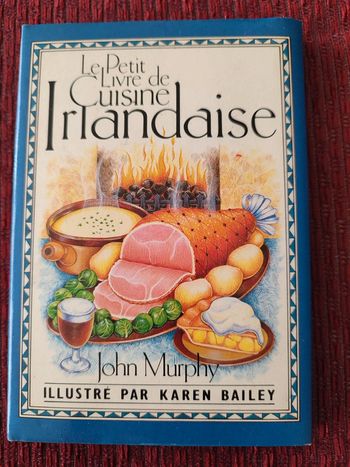 Le Petit
Livre de
Cuisine
Irlandaise
John Murphy
ILLUSTRÉ PAR KAREN BAILEY